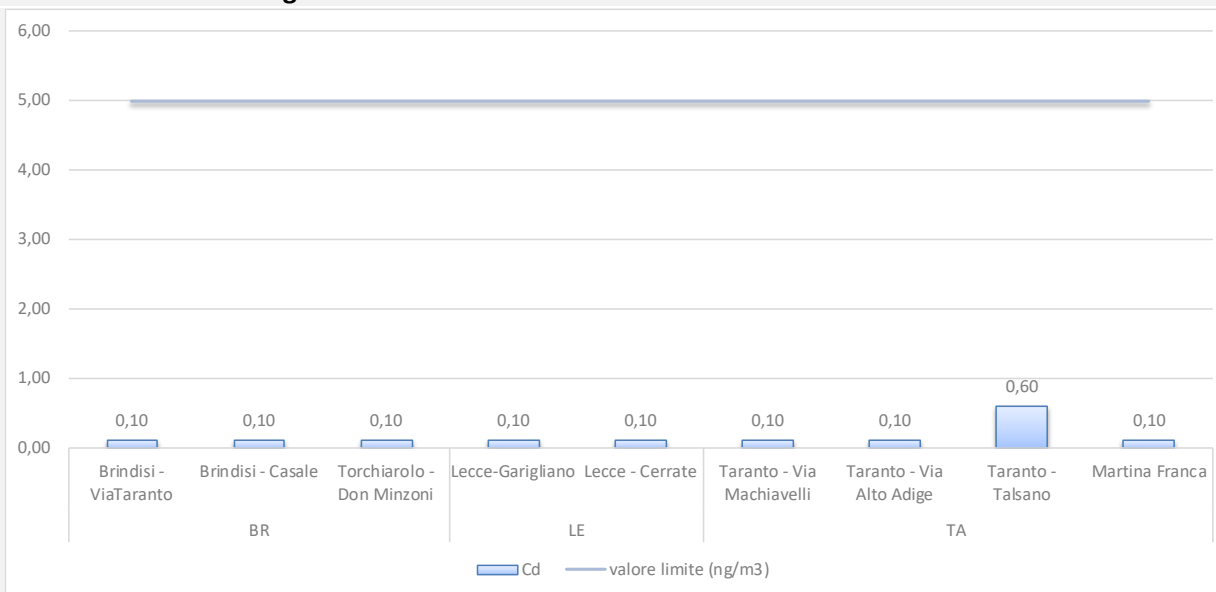 6,00
5,00
4,00
3,00
2,00
1,00
0,00
0,10
0,10
0,10
0,10
0,10
0,10
0,10
0,60
0,10
Brindisi -
ViaTaranto
Brindisi - Casale
Torchiarolo -
Don Minzoni
Lecce-Garigliano
Lecce - Cerrate
Taranto - Via
Machiavelli
Taranto - Via
Alto Adige
Taranto -
Talsano
Martina Franca
BR
LE
TA
Cd
valore limite (ng/m3)